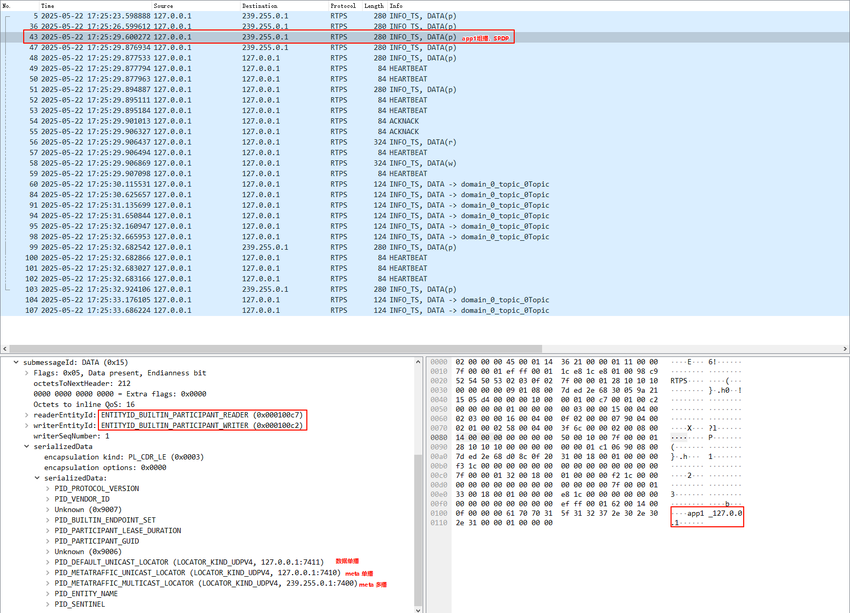 No. Time Source Destination Protocol Length Info
5 2025-05-22 17:25:23.598888 127.0.0.1 239.255.0.1 RTPS 280 INFO_TS, DATA(p)
36 2025-05-22 17:25:26.599612 127.0.0.1 239.255.0.1 RTPS 280 INFO_TS, DATA(p)
43 2025-05-22 17:25:29.600272 127.0.0.1 239.255.0.1 RTPS 280 INFO_TS, DATA(p) app1组播 SPDP
47 2025-05-22 17:25:29.876934 127.0.0.1 239.255.0.1 RTPS 280 INFO_TS, DATA(p)
48 2025-05-22 17:25:29.877533 127.0.0.1 127.0.0.1 RTPS 280 INFO_TS, DATA(p)
49 2025-05-22 17:25:29.877794 127.0.0.1 127.0.0.1 RTPS 84 HEARTBEAT
50 2025-05-22 17:25:29.877963 127.0.0.1 127.0.0.1 RTPS 84 HEARTBEAT
51 2025-05-22 17:25:29.894887 127.0.0.1 127.0.0.1 RTPS 280 INFO_TS, DATA(p)
52 2025-05-22 17:25:29.895111 127.0.0.1 127.0.0.1 RTPS 84 HEARTBEAT
53 2025-05-22 17:25:29.895184 127.0.0.1 127.0.0.1 RTPS 84 HEARTBEAT
54 2025-05-22 17:25:29.901013 127.0.0.1 127.0.0.1 RTPS 84 ACKNACK
55 2025-05-22 17:25:29.906327 127.0.0.1 127.0.0.1 RTPS 84 ACKNACK
56 2025-05-22 17:25:29.906437 127.0.0.1 127.0.0.1 RTPS 324 INFO_TS, DATA(r)
57 2025-05-22 17:25:29.906494 127.0.0.1 127.0.0.1 RTPS 84 HEARTBEAT
58 2025-05-22 17:25:29.906869 127.0.0.1 127.0.0.1 RTPS 324 INFO_TS, DATA(w)
59 2025-05-22 17:25:29.907098 127.0.0.1 127.0.0.1 RTPS 84 HEARTBEAT
60 2025-05-22 17:25:30.115531 127.0.0.1 127.0.0.1 RTPS 124 INFO_TS, DATA -> domain_0_topic_0Topic
84 2025-05-22 17:25:30.625657 127.0.0.1 127.0.0.1 RTPS 124 INFO_TS, DATA -> domain_0_topic_0Topic
91 2025-05-22 17:25:31.135699 127.0.0.1 127.0.0.1 RTPS 124 INFO_TS, DATA -> domain_0_topic_0Topic
94 2025-05-22 17:25:31.650844 127.0.0.1 127.0.0.1 RTPS 124 INFO_TS, DATA -> domain_0_topic_0Topic
95 2025-05-22 17:25:32.160947 127.0.0.1 127.0.0.1 RTPS 124 INFO_TS, DATA -> domain_0_topic_0Topic
98 2025-05-22 17:25:32.665953 127.0.0.1 127.0.0.1 RTPS 124 INFO_TS, DATA -> domain_0_topic_0Topic
99 2025-05-22 17:25:32.682542 127.0.0.1 239.255.0.1 RTPS 280 INFO_TS, DATA(p)
100 2025-05-22 17:25:32.682866 127.0.0.1 127.0.0.1 RTPS 84 HEARTBEAT
101 2025-05-22 17:25:32.683027 127.0.0.1 127.0.0.1 RTPS 84 HEARTBEAT
102 2025-05-22 17:25:32.683166 127.0.0.1 127.0.0.1 RTPS 84 HEARTBEAT
103 2025-05-22 17:25:32.924106 127.0.0.1 239.255.0.1 RTPS 280 INFO_TS, DATA(p)
104 2025-05-22 17:25:33.176105 127.0.0.1 127.0.0.1 RTPS 124 INFO_TS, DATA -> domain_0_topic_0Topic
107 2025-05-22 17:25:33.686224 127.0.0.1 127.0.0.1 RTPS 124 INFO_TS, DATA -> domain_0_topic_0Topic
submessageId: DATA (0x15)
Flags: 0x05, Data present, Endianness bit
octetsToNextHeader: 212
0000 0000 0000 0000 = Extra flags: 0x0000
Octets to inline QoS: 16
readerEntityId: ENTITYID_BUILTIN_PARTICIPANT_READER (0x000100c7)
writerEntityId: ENTITYID_BUILTIN_PARTICIPANT_WRITER (0x000100c2)
writerSeqNumber: 1
serializedData
encapsulation kind: PL_CDR_LE (0x0003)
encapsulation options: 0x0000
serializedData:
PID_PROTOCOL_VERSION
PID_VENDOR_ID
Unknown (0x9007)
PID_BUILTIN_ENDPOINT_SET
PID_PARTICIPANT_LEASE_DURATION
PID_PARTICIPANT_GUID
Unknown (0x9006)
PID_DEFAULT_UNICAST_LOCATOR (LOCATOR_KIND_UDPV4, 127.0.0.1:7411) 数据单播
PID_METATRAFFIC_UNICAST_LOCATOR (LOCATOR_KIND_UDPV4, 127.0.0.1:7410) meta 单播
PID_METATRAFFIC_MULTICAST_LOCATOR (LOCATOR_KIND_UDPV4, 239.255.0.1:7400) meta 多播
PID_ENTITY_NAME
PID_SENTINEL
0000 02 00 00 00 45 00 01 14 36 21 00 00 01 11 00 00 ····E··· 6!······
0010 7f 00 00 01 ef ff 00 01 1c e8 1c e8 01 00 98 c9
0020 52 54 50 53 02 03 0f 02 7f 00 00 01 28 10 10 10 RTPS···· ····(···
0030 00 00 00 00 09 01 08 00 7d ed 2e 68 30 05 9a 21
0040 15 05 d4 00 00 00 10 00 00 01 00 c7 00 01 00 c2
0050 00 00 00 00 01 00 00 00 00 03 00 00 15 00 04 00
0060 02 03 00 00 16 00 04 00 0f 02 00 00 07 90 04 00
0070 02 01 00 00 58 00 04 00 3f 6c 00 00 02 00 08 00
0080 14 00 00 00 00 00 00 00 50 00 10 00 7f 00 00 01
0090 28 10 10 10 00 00 00 00 00 00 01 c1 06 90 08 00
00a0 7d ed 2e 68 d0 8c 0f 20 31 00 18 00 01 00 00 00
00b0 f3 1c 00 00 00 00 00 00 00 00 00 00 00 00 00 00
00c0 7f 00 00 01 32 00 18 00 01 00 00 00 f2 1c 00 00
00d0 00 00 00 00 00 00 00 00 00 00 00 00 7f 00 00 01
00e0 33 00 18 00 01 00 00 00 e8 1c 00 00 00 00 00 00
00f0 00 00 00 00 00 00 00 00 ef ff 00 01 62 00 14 00
0100 0f 00 00 00 61 70 70 31 5f 31 32 37 2e 30 2e 30 ····app1 _127.0.0
0110 2e 31 00 00 01 00 00 00 .1······